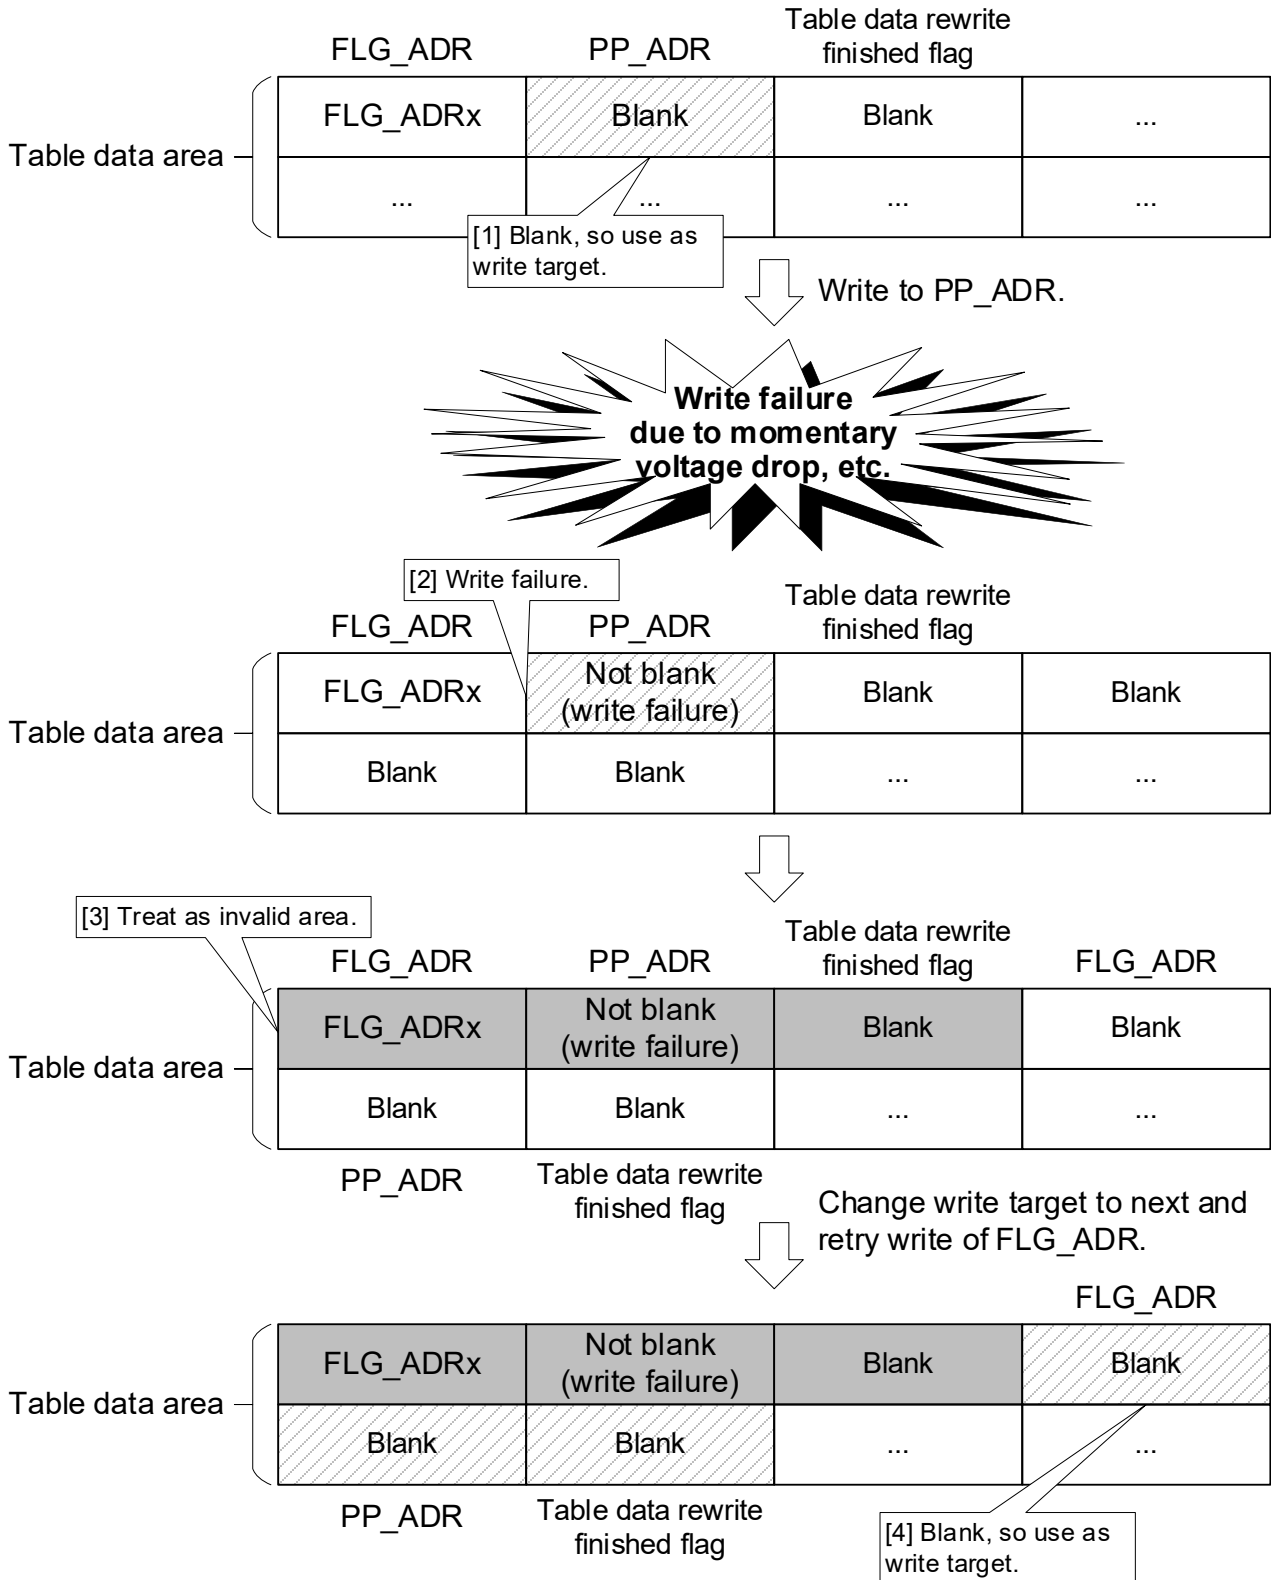 Table data rewrite
finished flag
FLG_ADR
PP_ADR
FLG_ADRx
Blank
Blank
...
Table data area
...
...
...
...
[1] Blank, so use as
write target.
Write to PP_ADR.
Write failure
due to momentary
voltage drop, etc.
[2] Write failure.
Table data rewrite
finished flag
FLG_ADR
PP_ADR
FLG_ADRx
Not blank
(write failure)
Blank
Blank
Table data area
Blank
Blank
...
...
[3] Treat as invalid area.
Table data rewrite
finished flag
FLG_ADR
PP_ADR
FLG_ADR
FLG_ADRx
Not blank
(write failure)
Blank
Blank
Table data area
Blank
Blank
...
...
PP_ADR
Table data rewrite
finished flag
Change write target to next and
retry write of FLG_ADR.
FLG_ADR
FLG_ADRx
Not blank
(write failure)
Blank
Blank
Table data area
Blank
Blank
...
...
PP_ADR
Table data rewrite
finished flag
[4] Blank, so use as
write target.